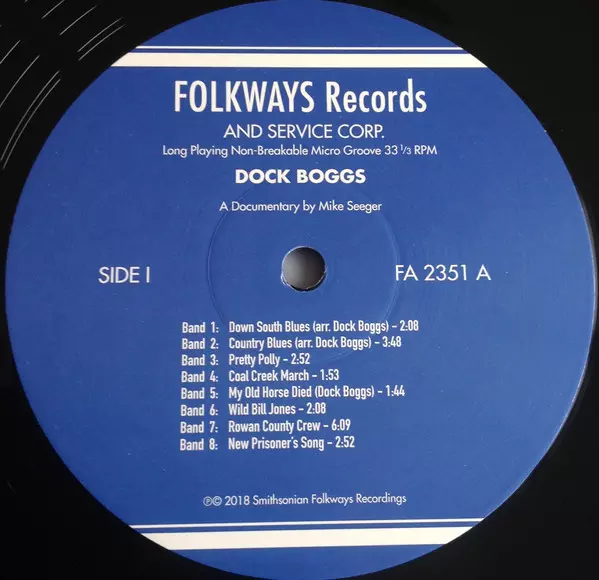 FOLKWAYS Records
AND SERVICE CORP.
Long Playing Non-Breakable Micro Groove 33 1/3 RPM
DOCK BOGGS
A Documentary by Mike Seeger
SIDE I
FA 2351 A
Band 1: Down South Blues (arr. Dock Boggs) – 2:08
Band 2: Country Blues (arr. Dock Boggs) – 3:48
Band 3: Pretty Polly – 2:52
Band 4: Coal Creek March – 1:53
Band 5: My Old Horse Died (Dock Boggs) – 1:44
Band 6: Wild Bill Jones – 2:08
Band 7: Rowan County Crew – 6:09
Band 8: New Prisoner's Song – 2:52
℗© 2018 Smithsonian Folkways Recordings